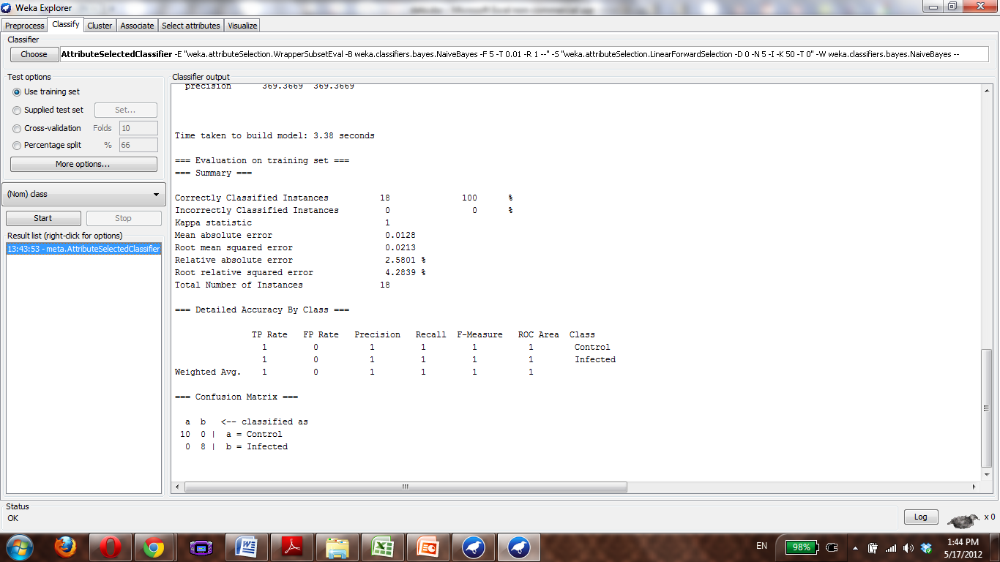 Weka Explorer
Preprocess Classify Cluster Associate Select attributes Visualize
Classifier
Choose AttributeSelectedClassifier -E "weka.attributeSelection.WrapperSubsetEval -B weka.classifiers.bayes.NaiveBayes -F 5 -T 0.01 -R 1 --" -S "weka.attributeSelection.LinearForwardSelection -D 0 -N 5 -I -K 50 -T 0" -W weka.classifiers.bayes.NaiveBayes --
Test options
Use training set
Supplied test set Set...
Cross-validation Folds 10
Percentage split % 66
More options...
(Nom) class
Start Stop
Result list (right-click for options)
13:43:53 - meta.AttributeSelectedClassifier
Classifier output
precision 369.3669 369.3669
Time taken to build model: 3.38 seconds
=== Evaluation on training set ===
=== Summary ===
Correctly Classified Instances 18 100 %
Incorrectly Classified Instances 0 0 %
Kappa statistic 1
Mean absolute error 0.0128
Root mean squared error 0.0213
Relative absolute error 2.5801 %
Root relative squared error 4.2839 %
Total Number of Instances 18
=== Detailed Accuracy By Class ===
TP Rate FP Rate Precision Recall F-Measure ROC Area Class
1 0 1 1 1 1 Control
1 0 1 1 1 1 Infected
Weighted Avg. 1 0 1 1 1 1
=== Confusion Matrix ===
a b <-- classified as
10 0 | a = Control
0 8 | b = Infected
Status
OK
Log x 0
EN 98% 1:44 PM
5/17/2012